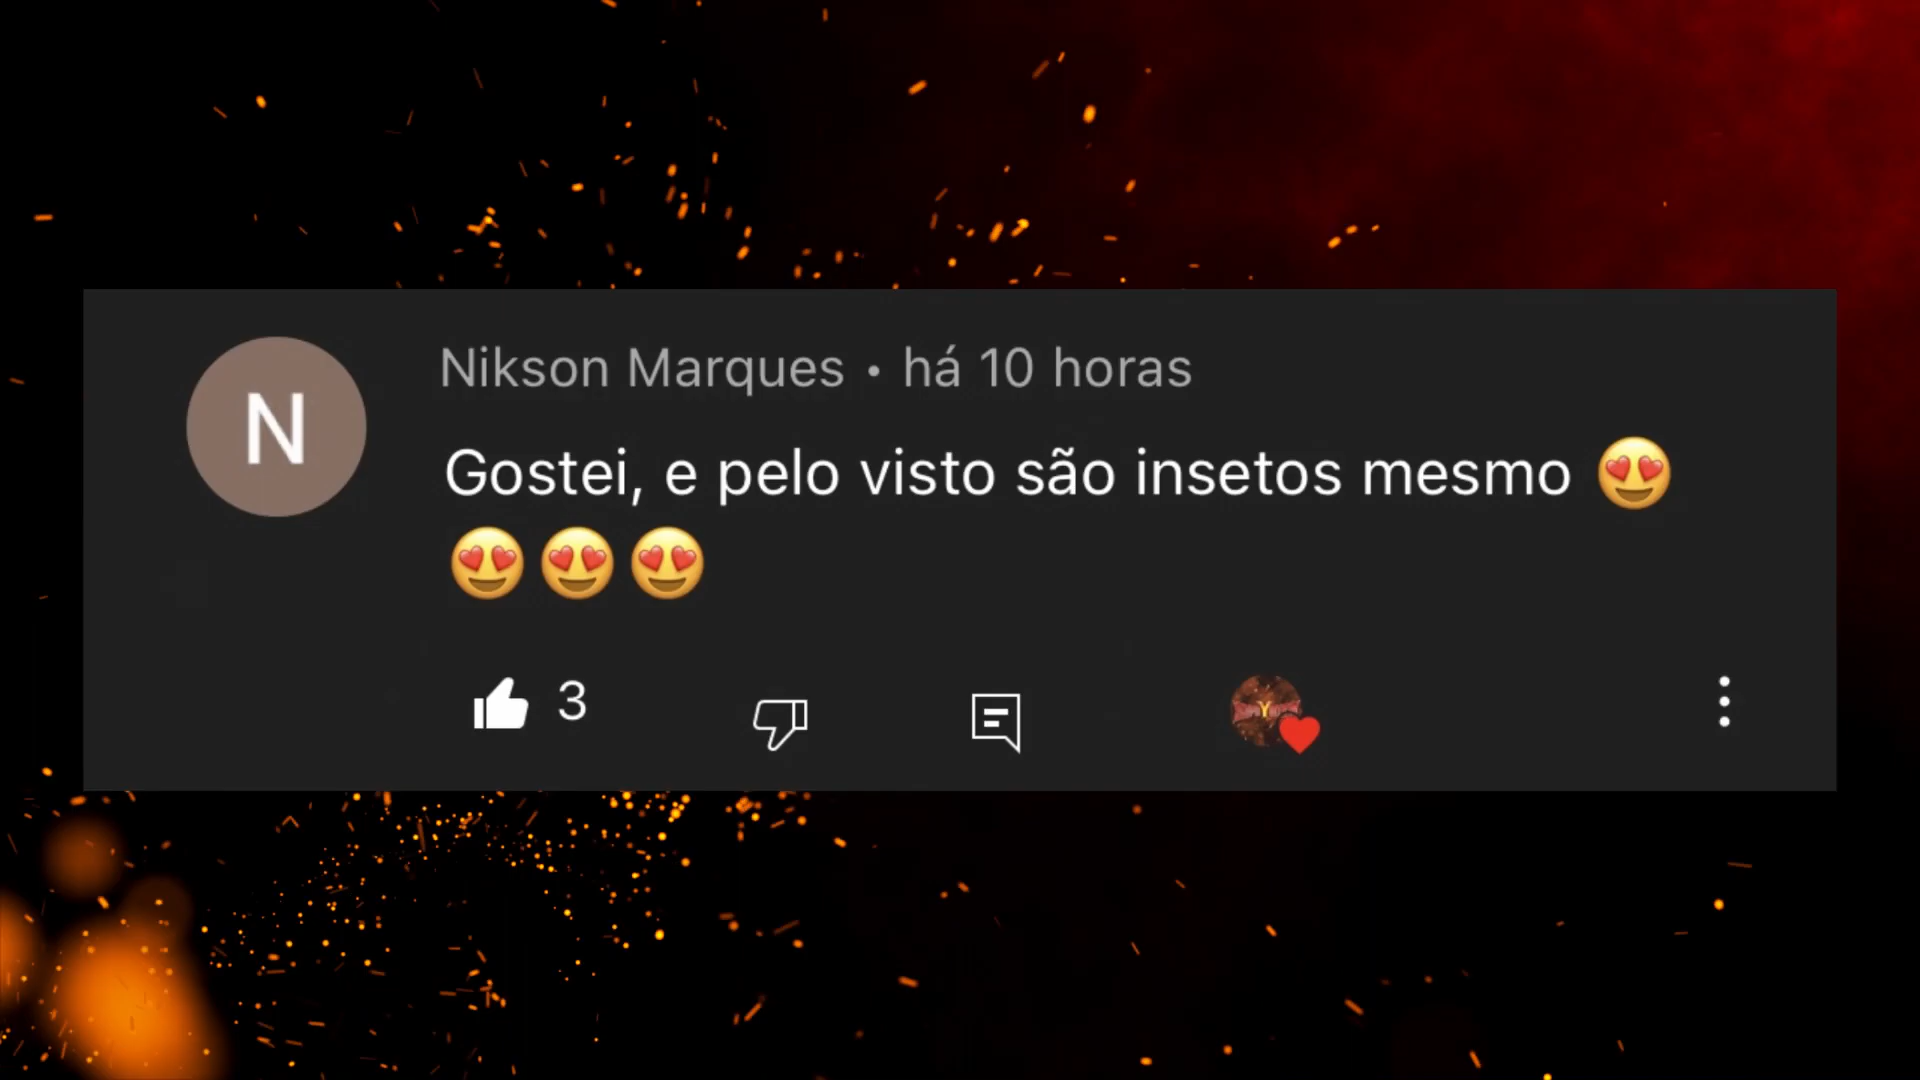 N
Nikson Marques • há 10 horas
Gostei, e pelo visto são insetos mesmo 😍
😍😍😍
3
Y